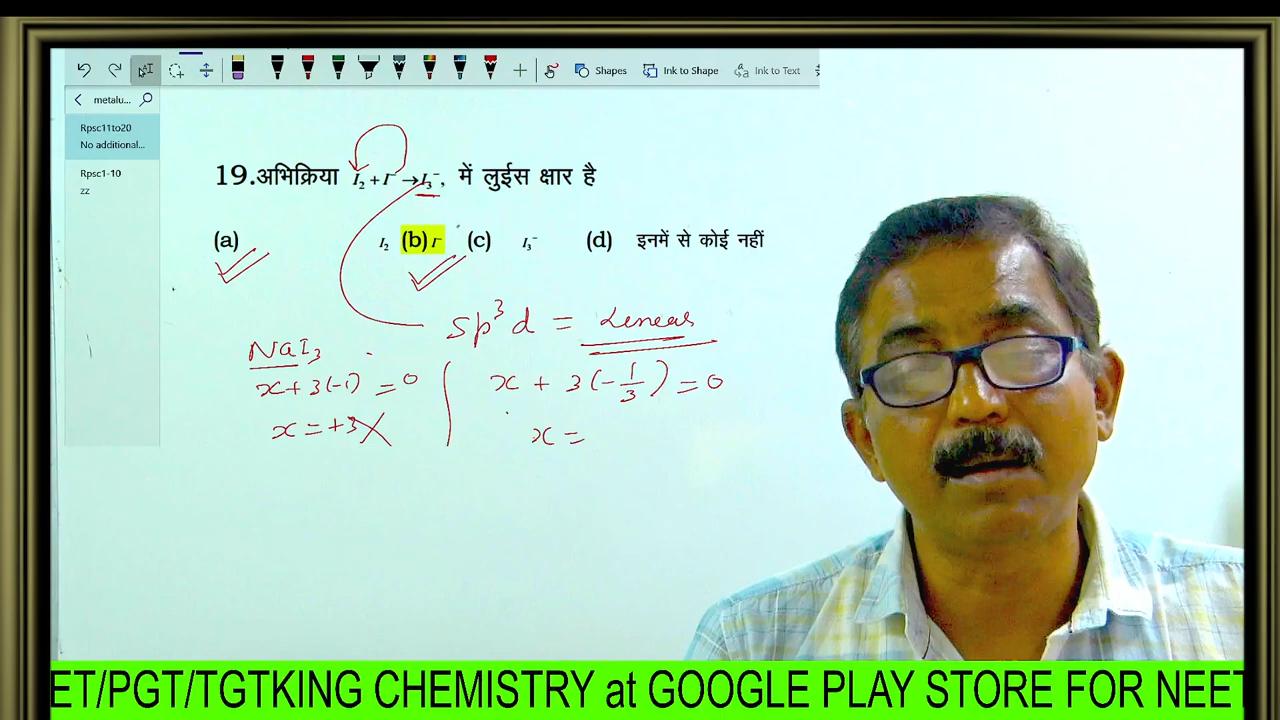 Shapes Ink to Shape Ink to Text
metalu...
Rpsc11to20
No additional...
Rpsc1-10
zz
19.अभिक्रिया I₂ + I⁻ → I₃⁻, में लुईस क्षार है
(a) I₂ (b) I⁻ (c) I₃⁻ (d) इनमें से कोई नहीं
sp³d = Linear
NaI₃
x + 3(-1) = 0
x = +3
x + 3(-1/3) = 0
x =
ET/PGT/TGTKING CHEMISTRY at GOOGLE PLAY STORE FOR NEET